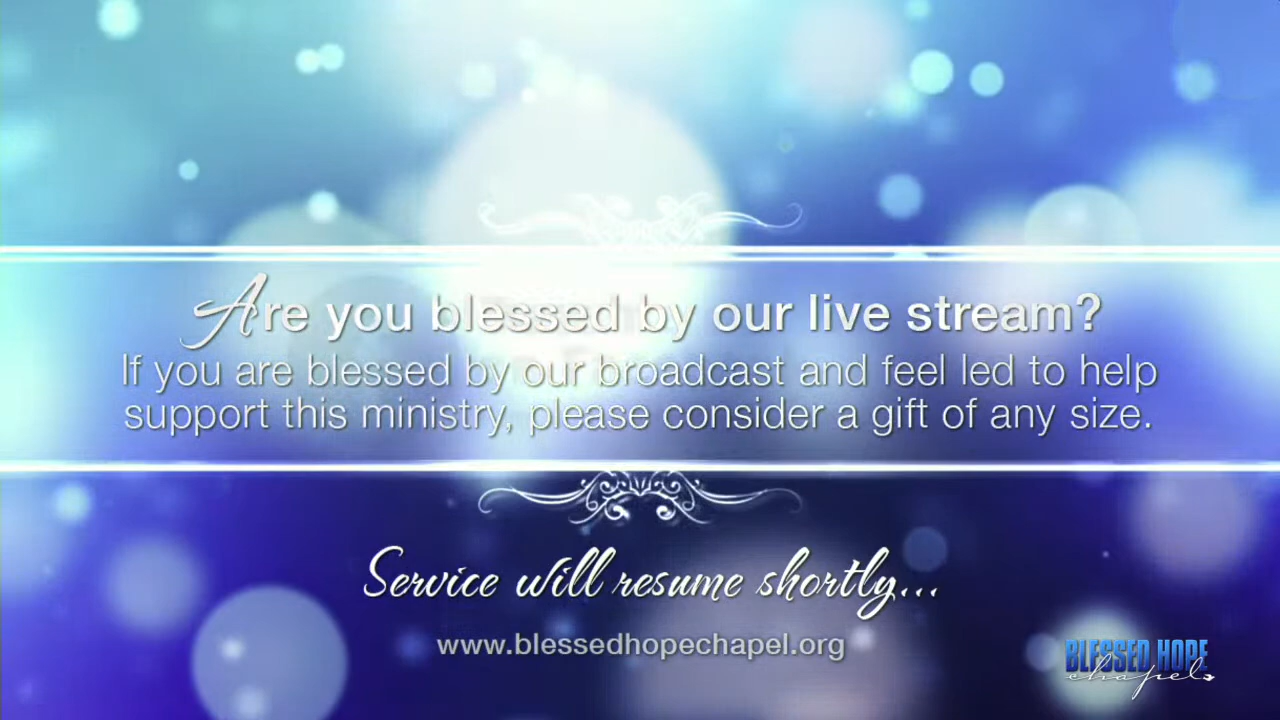 Are you blessed by our live stream?
If you are blessed by our broadcast and feel led to help
support this ministry, please consider a gift of any size.
Service will resume shortly...
www.blessedhopechapel.org
BLESSED HOPE
chapel